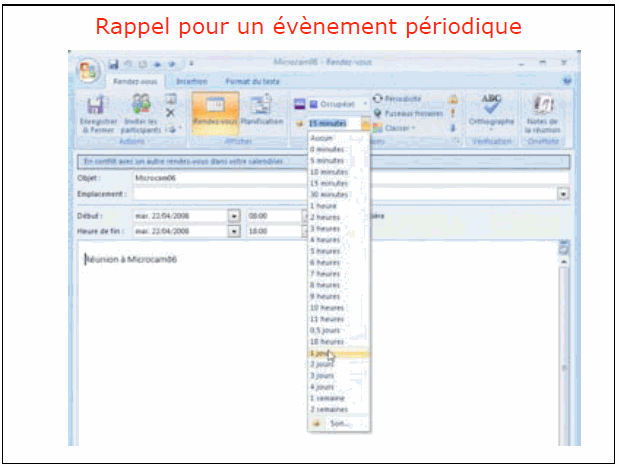 Rappel pour un évènement périodique
Microcam06 - Rendez-vous
Rendez-vous Insertion Format du texte
Enregistrer & Fermer
Inviter les participants
Actions
Rendez-vous Planification
Afficher
Occupé(e)
15 minutes
Périodicité
Fuseaux horaires
Classer
Orthographe
Vérification
Notes de la réunion
OneNote
En conflit avec un autre rendez-vous dans votre calendrier.
Objet : Microcam06
Emplacement :
Début : mar. 22/04/2008 08:00
Heure de fin : mar. 22/04/2008 18:00
Réunion à Microcam06
Aucun
0 minutes
5 minutes
10 minutes
15 minutes
30 minutes
1 heure
2 heures
3 heures
4 heures
5 heures
6 heures
7 heures
8 heures
9 heures
10 heures
11 heures
0,5 jours
18 heures
1 jour
2 jours
3 jours
4 jours
1 semaine
2 semaines
Son...